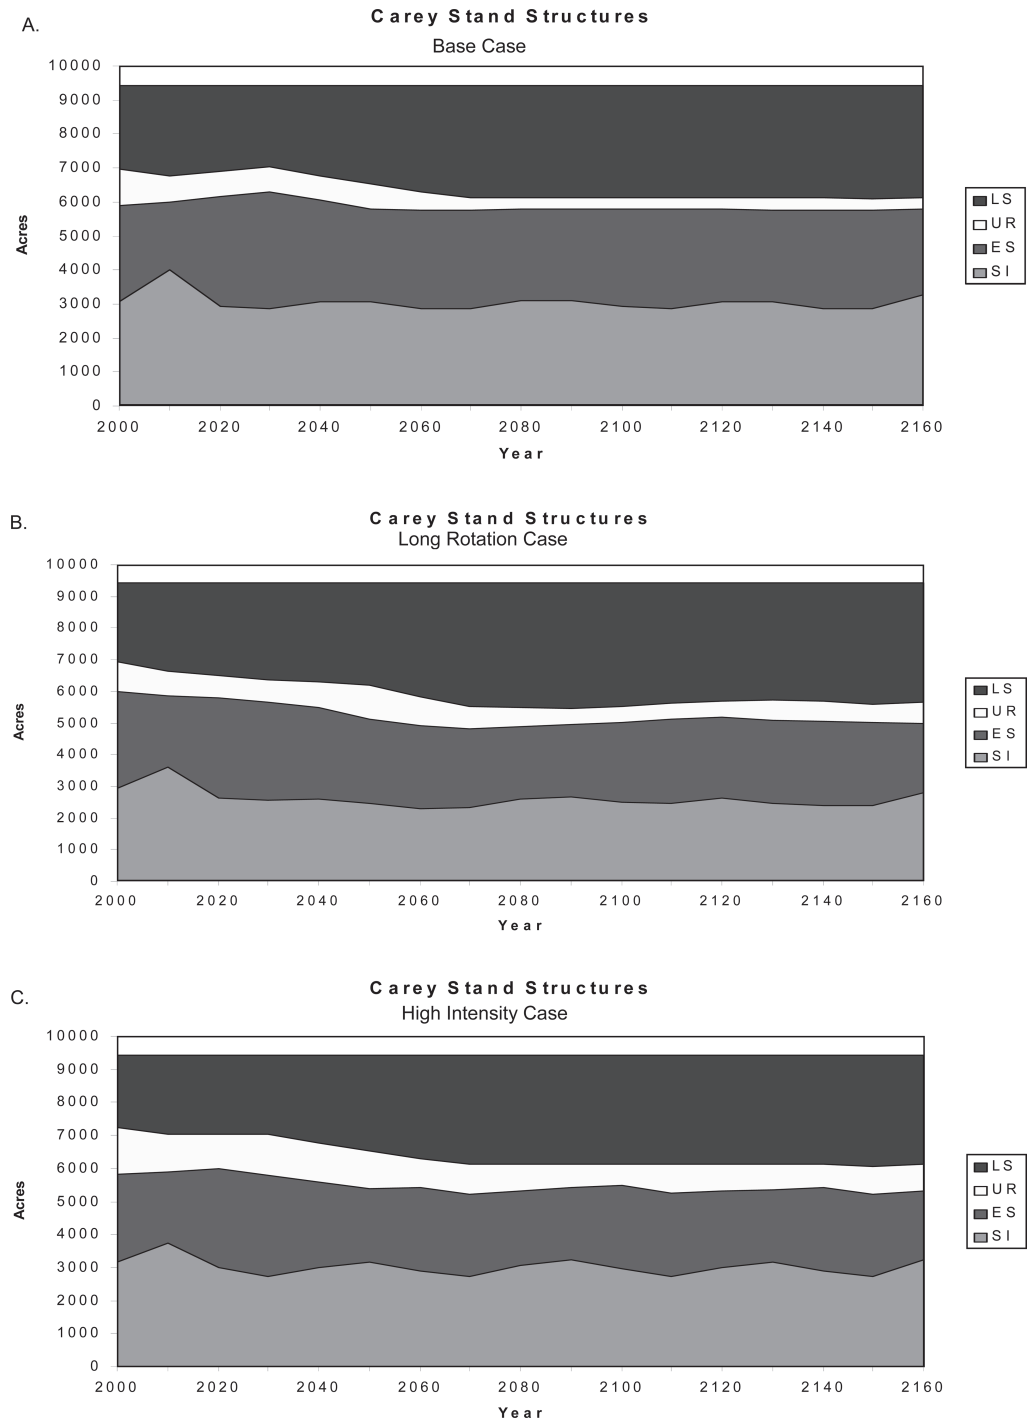 A.
Carey Stand Structures
Base Case
10000
9000
8000
7000
6000
5000
4000
3000
2000
1000
0
Acres
2000 2020 2040 2060 2080 2100 2120 2140 2160
Year
LS
UR
ES
SI
B.
Carey Stand Structures
Long Rotation Case
10000
9000
8000
7000
6000
5000
4000
3000
2000
1000
0
Acres
2000 2020 2040 2060 2080 2100 2120 2140 2160
Year
LS
UR
ES
SI
C.
Carey Stand Structures
High Intensity Case
10000
9000
8000
7000
6000
5000
4000
3000
2000
1000
0
Acres
2000 2020 2040 2060 2080 2100 2120 2140 2160
Year
LS
UR
ES
SI